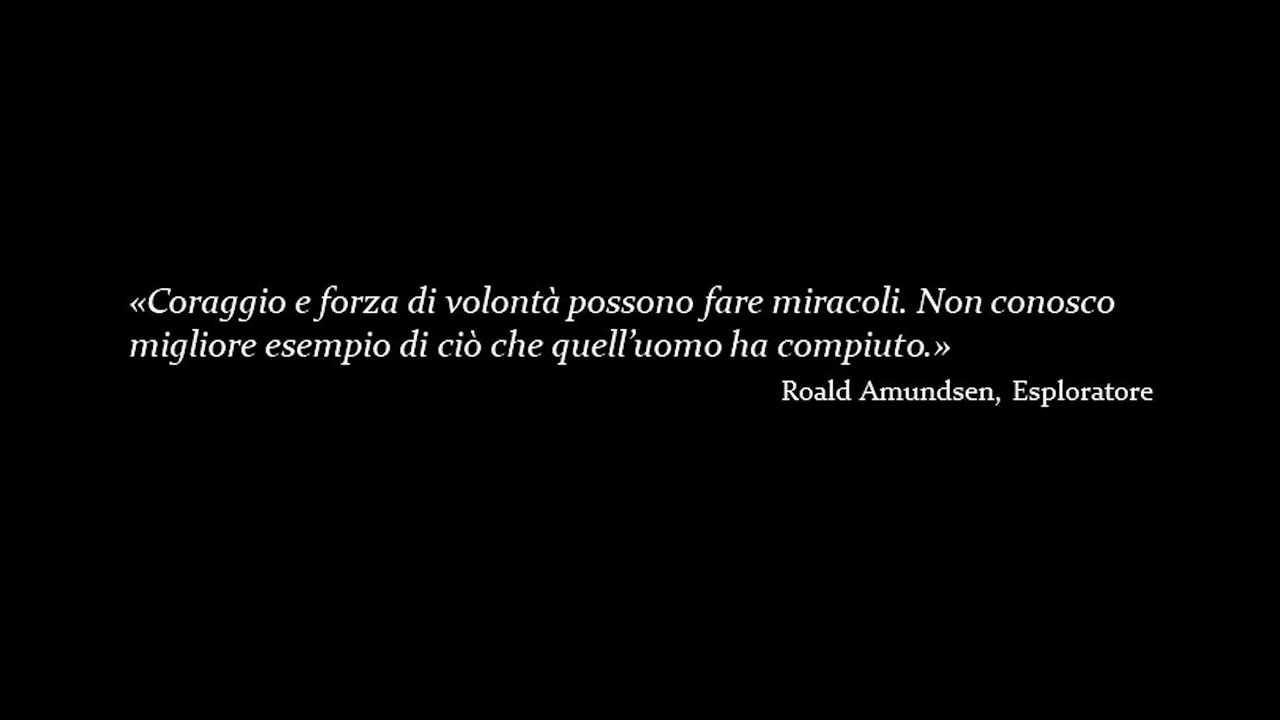 «Coraggio e forza di volontà possono fare miracoli. Non conosco
migliore esempio di ciò che quell’uomo ha compiuto.»
Roald Amundsen, Esploratore